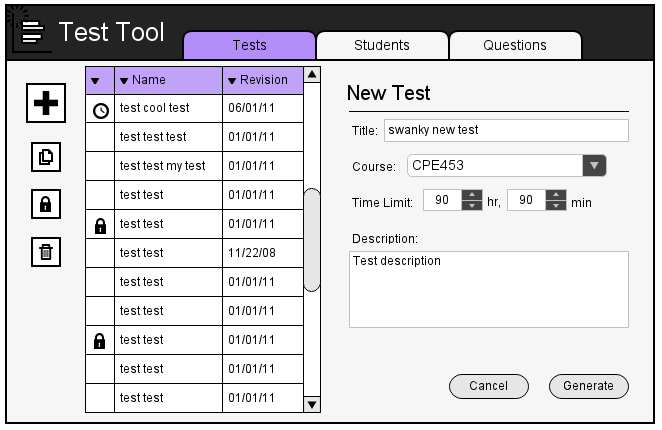 Test Tool
Tests
Students
Questions
Name
Revision
test cool test 06/01/11
test test test 01/01/11
test test my test 01/01/11
test test 01/01/11
test test 01/01/11
test test 11/22/08
test test 01/01/11
test test 01/01/11
test test 01/01/11
test test 01/01/11
test test 01/01/11
New Test
Title: swanky new test
Course: CPE453
Time Limit: 90 hr, 90 min
Description:
Test description
Cancel
Generate